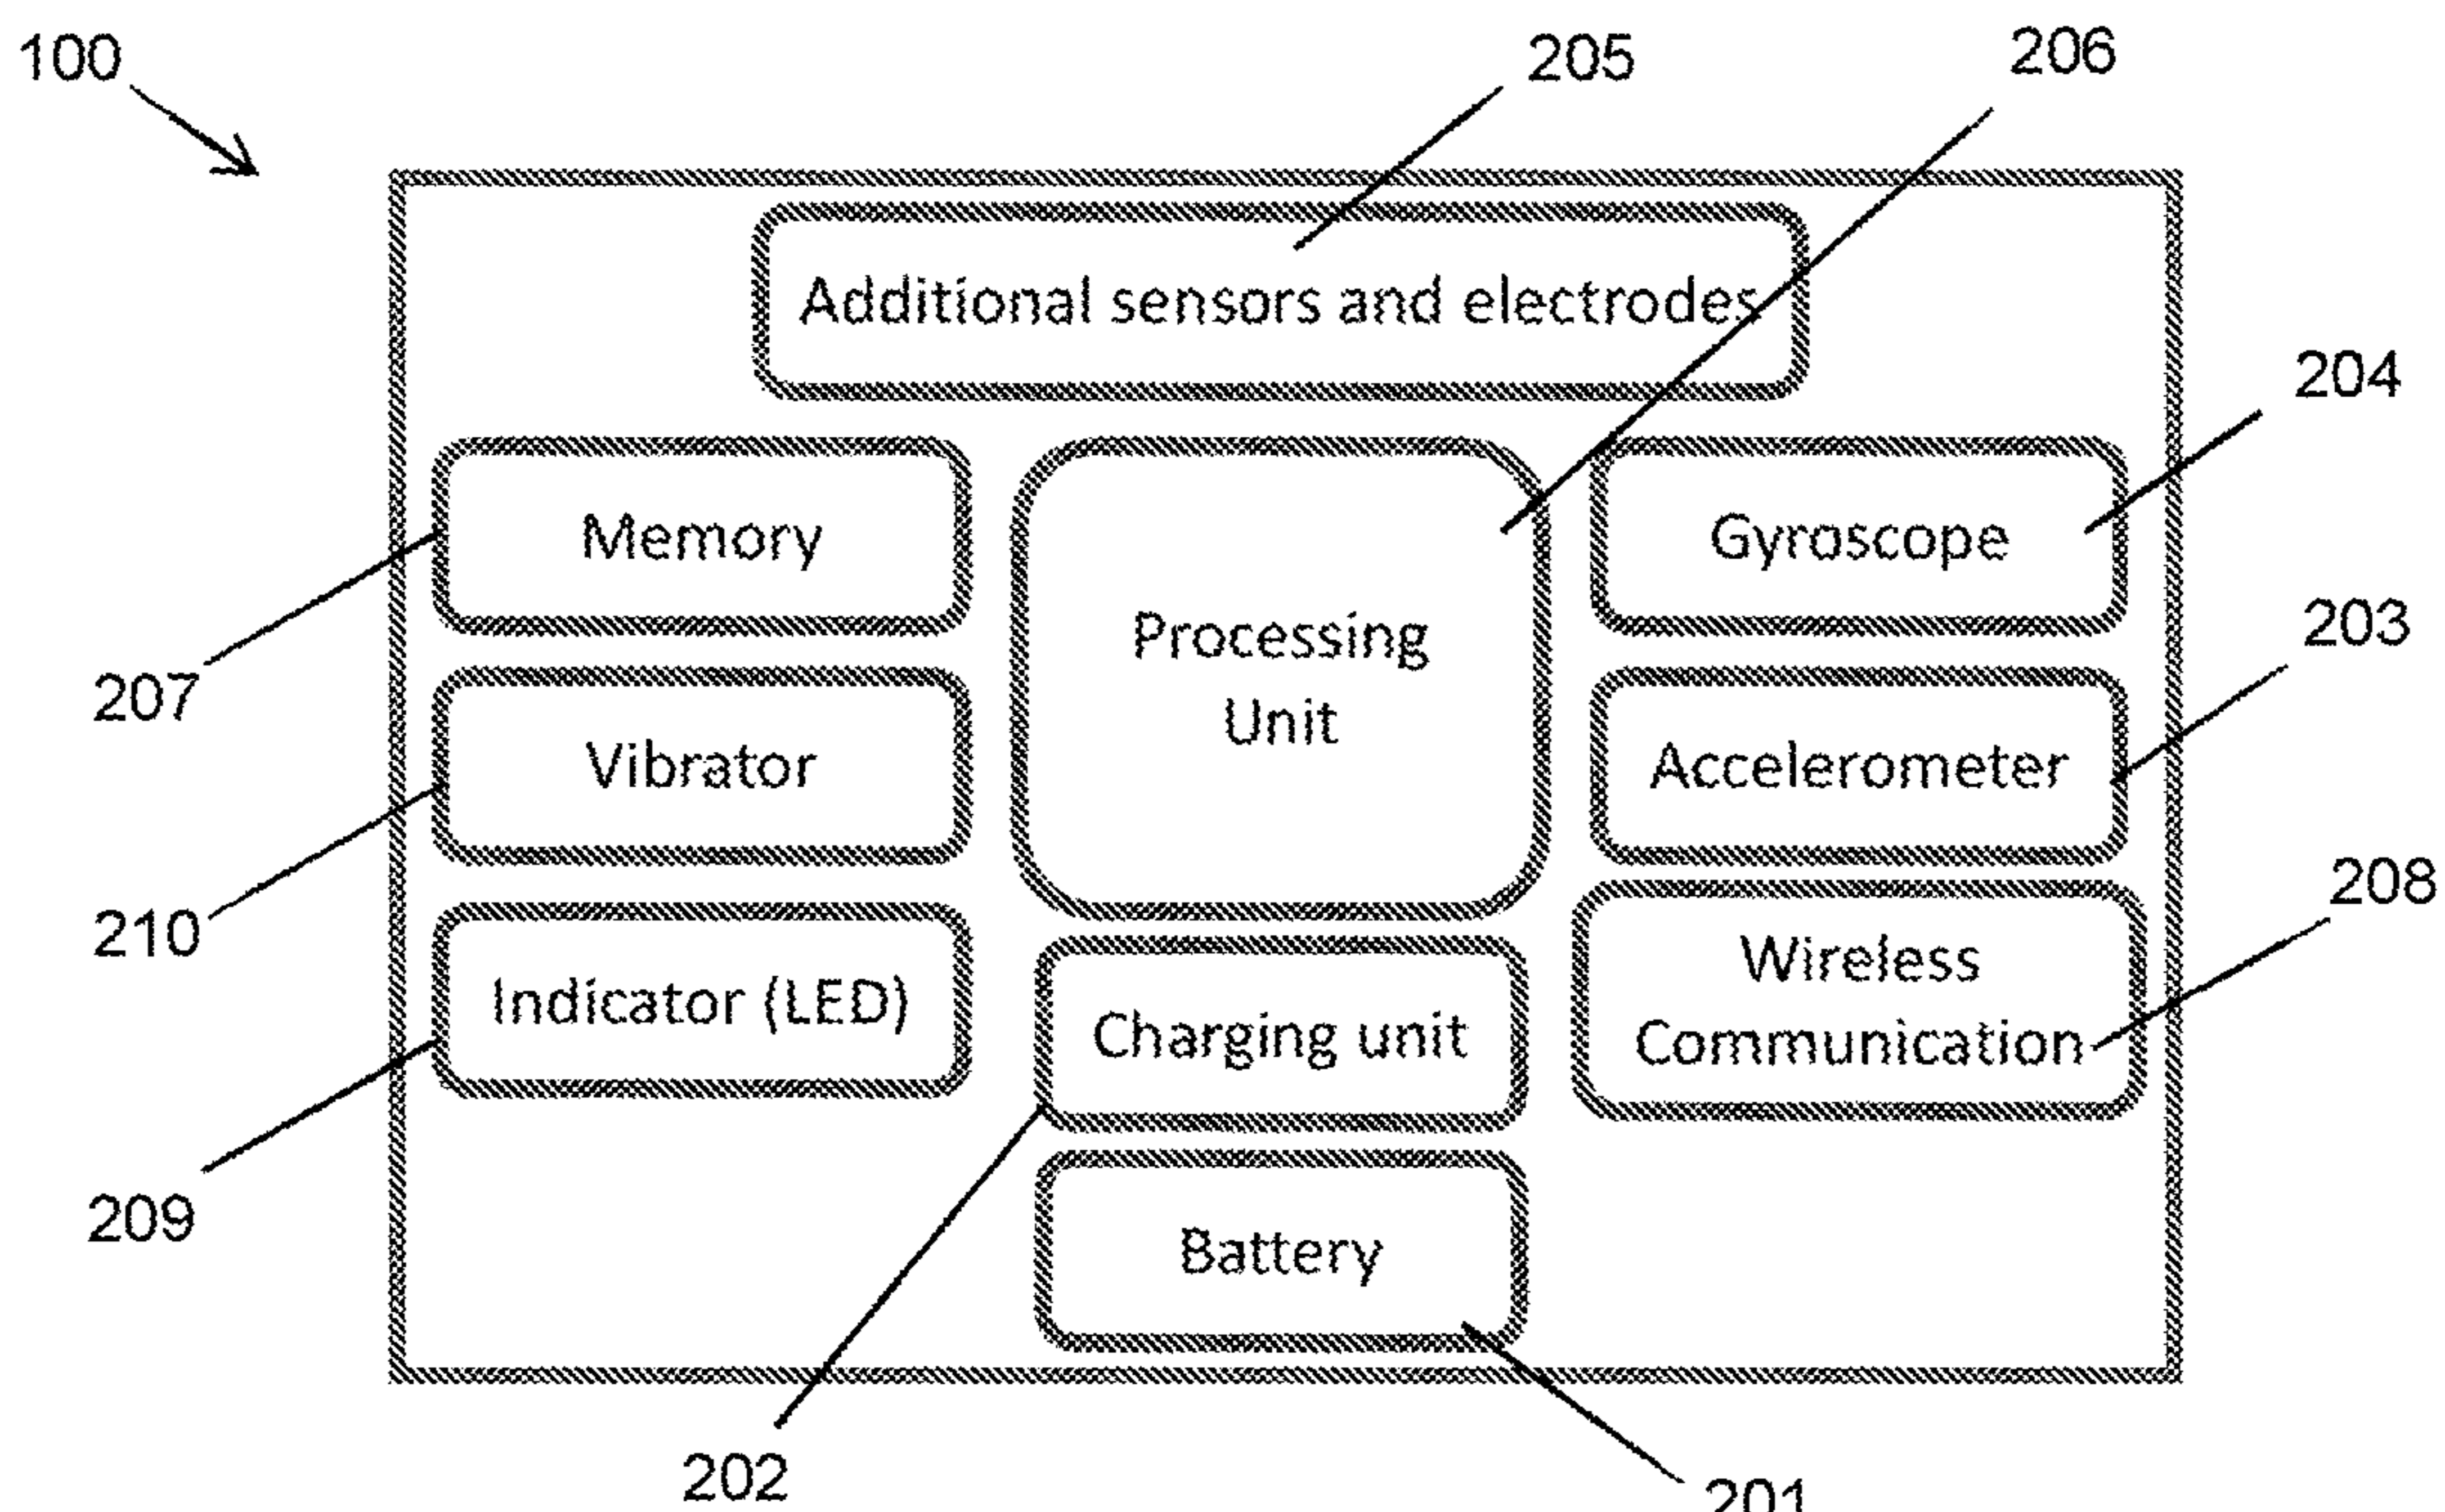 100
205
206
Additional sensors and electrodes
204
Memory
Gyroscope
203
Processing
Unit
207
Vibrator
Accelerometer
208
210
Wireless
Communication
Indicator (LED)
Charging unit
209
Battery
202
201